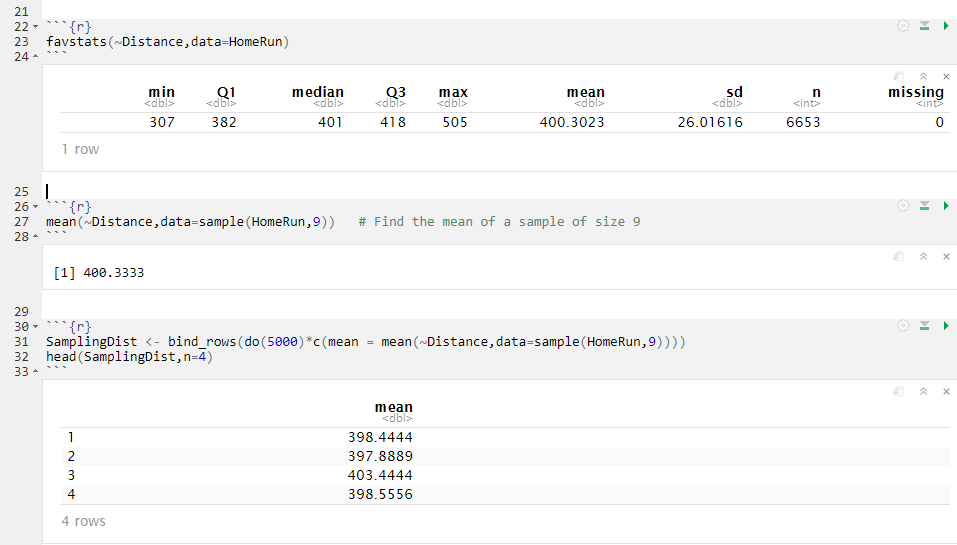 21
22 ```{r}
23 favstats(~Distance,data=HomeRun)
24 ```
min Q1 median Q3 max mean sd n missing
<dbl> <dbl> <dbl> <dbl> <dbl> <dbl> <dbl> <int> <int>
307 382 401 418 505 400.3023 26.01616 6653 0
1 row
25
26 ```{r}
27 mean(~Distance,data=sample(HomeRun,9)) # Find the mean of a sample of size 9
28 ```
[1] 400.3333
29
30 ```{r}
31 SamplingDist <- bind_rows(do(5000)*c(mean = mean(~Distance,data=sample(HomeRun,9))))
32 head(SamplingDist,n=4)
33 ```
mean
<dbl>
1 398.4444
2 397.8889
3 403.4444
4 398.5556
4 rows